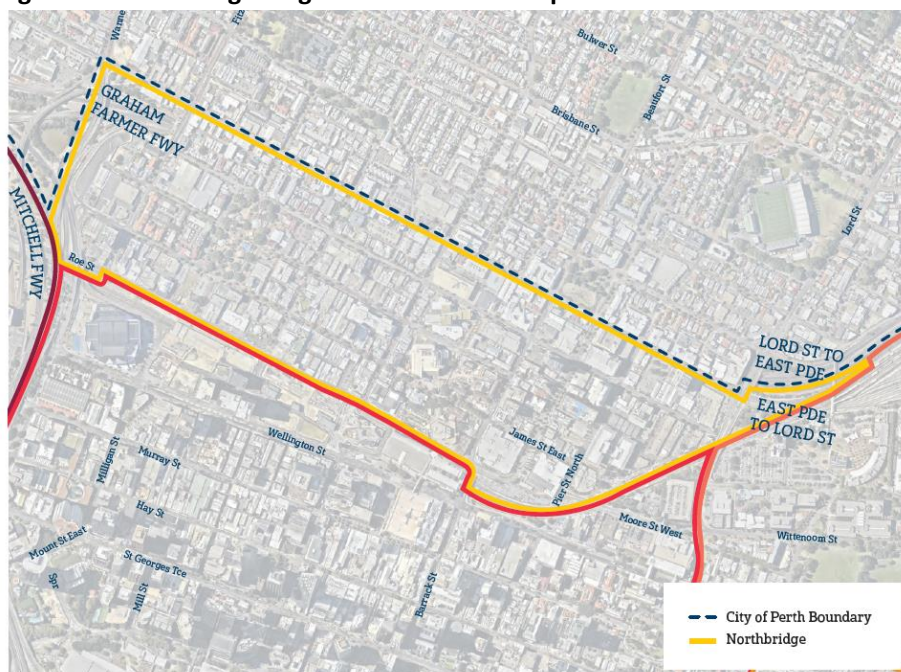 Warne
Fitz
Bulwer St
Beaufort St
Brisbane St
GRAHAM
FARMER FWY
Lord St
MITCHELL FWY
Roe St
LORD ST TO
EAST PDE
EAST PDE
TO LORD ST
James St East
Pier St North
Wellington St
Milligan St
Murray St
Hay St
Moore St West
Wittenoom St
Mount St East
St Georges Tce
Spr
Mill St
Barrack St
City of Perth Boundary
Northbridge